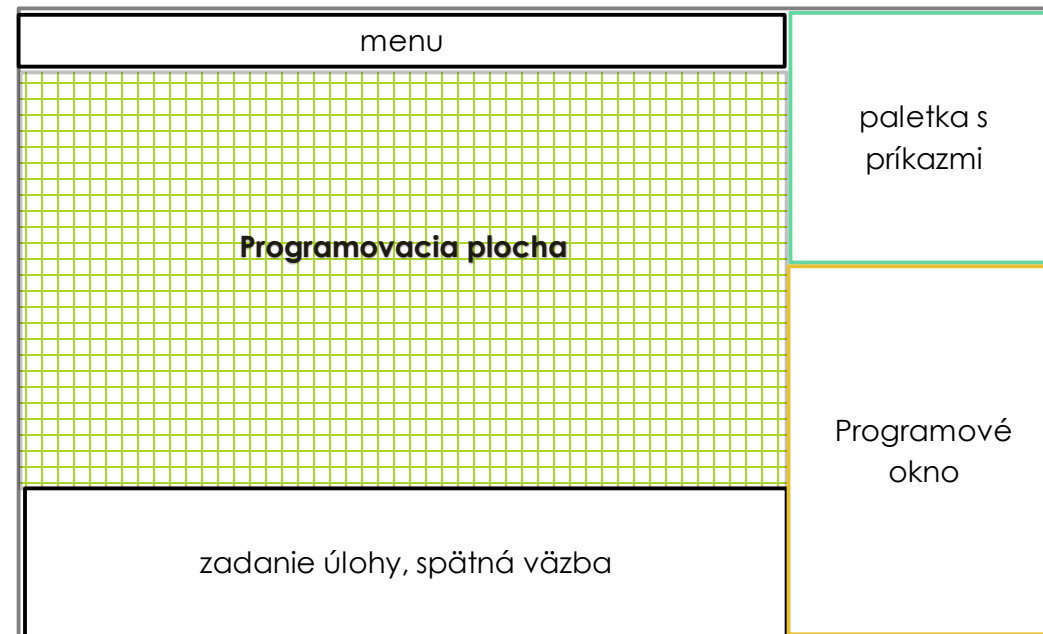 menu
paletka s
príkazmi
Programovacia plocha
Programové
okno
zadanie úlohy, spätná väzba